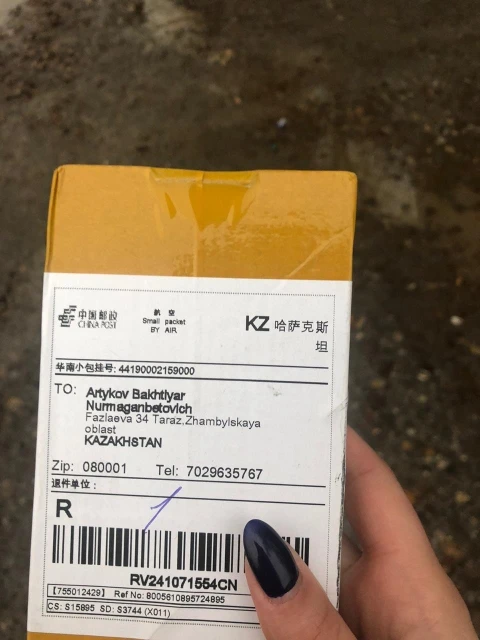 中国邮政
CHINA POST
航 空
Small packet
BY AIR
KZ 哈萨克斯
坦
华南小包挂号: 44190002159000
TO: Artykov Bakhtiyar
Nurmaganbetovich
Fazlaeva 34 Taraz,Zhambylskaya
oblast
KAZAKHSTAN
Zip: 080001 Tel: 7029635767
退件单位:
R
1
RV241071554CN
[755012429] Ref No: 8005610895724895
CS: S15895 SD: S3744 (X011)